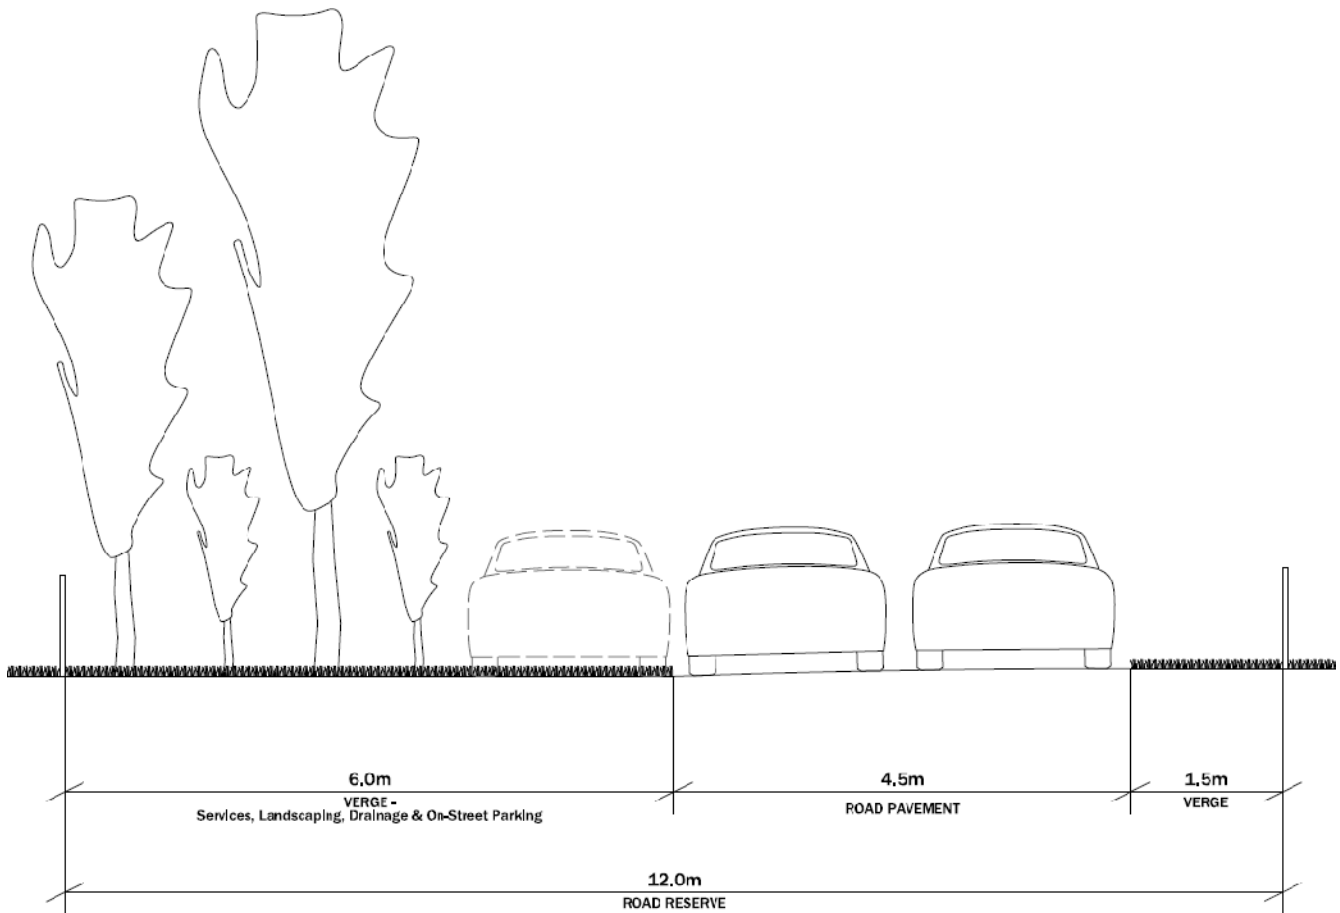 6.0m
VERGE -
Services, Landscaping, Drainage & On-Street Parking
4.5m
ROAD PAVEMENT
1.5m
VERGE
12.0m
ROAD RESERVE